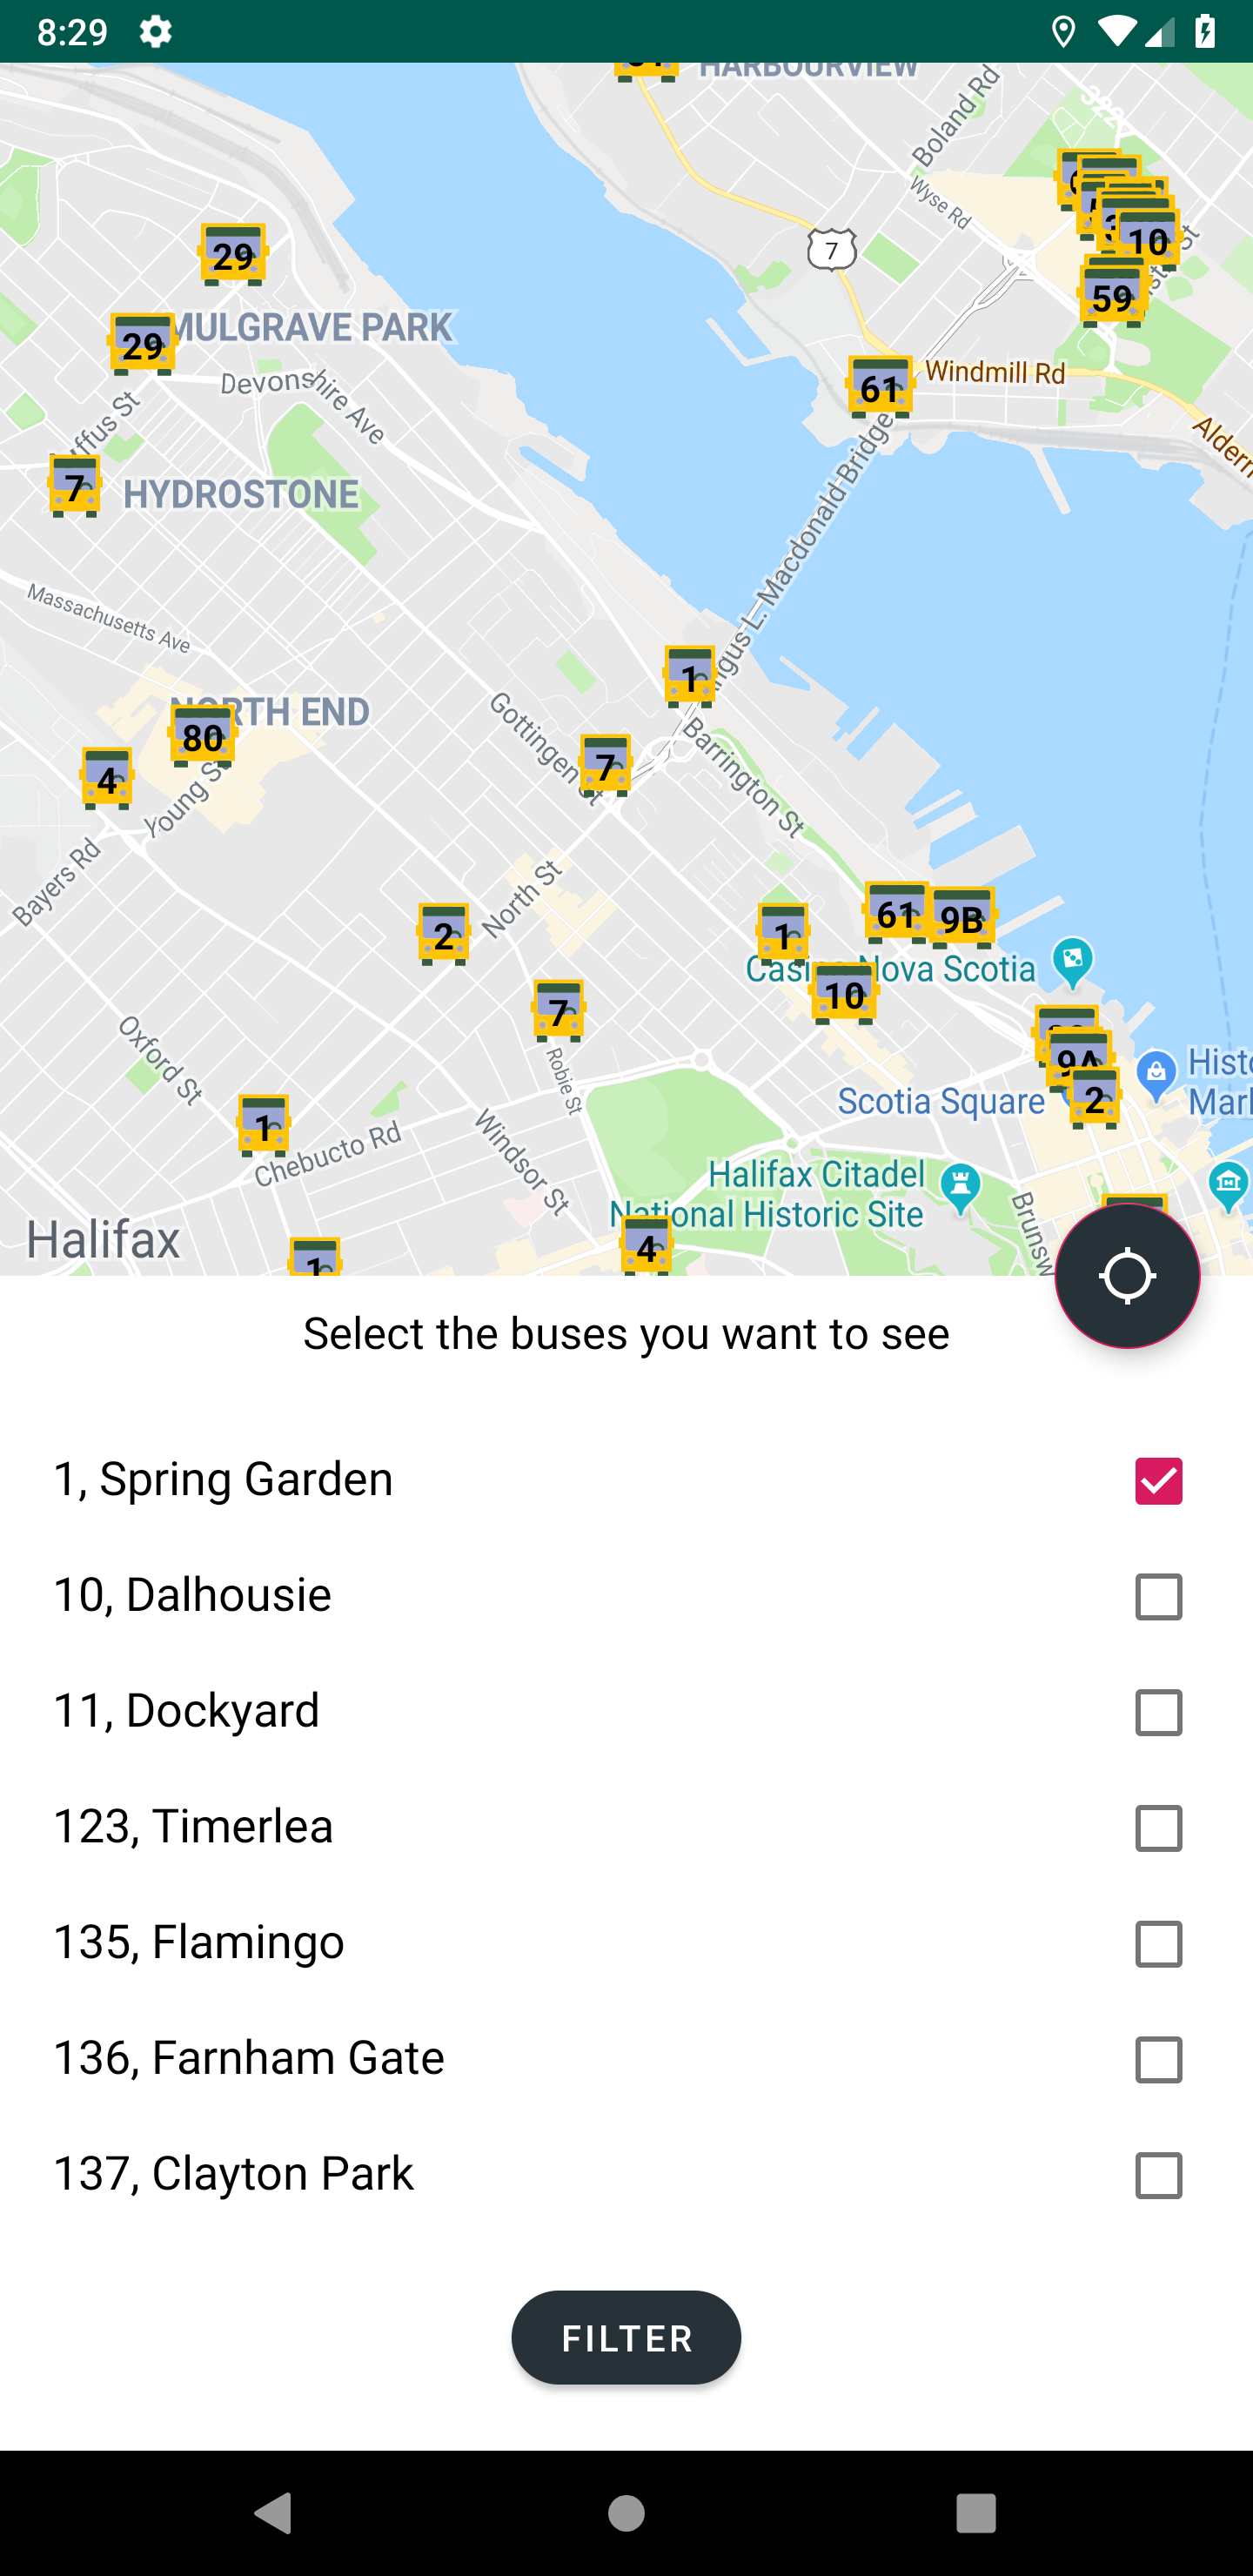 8:29
HARBOURVIEW
Boland Rd
322
Wyse Rd
7
10
29
59
29
MULGRAVE PARK
Windmill Rd
61
Devonshire Ave
7
HYDROSTONE
Angus L. Macdonald Bridge
Massachusetts Ave
1
NORTH END
80
Gottingen St
7
Barrington St
4
Young St
Bayers Rd
North St
2
1
61
9B
Casino Nova Scotia
10
7
Oxford St
Robie St
9A
2
Scotia Square
1
Chebucto Rd
Windsor St
Halifax Citadel
National Historic Site
4
Halifax
1
Select the buses you want to see
1, Spring Garden
10, Dalhousie
11, Dockyard
123, Timerlea
135, Flamingo
136, Farnham Gate
137, Clayton Park
FILTER